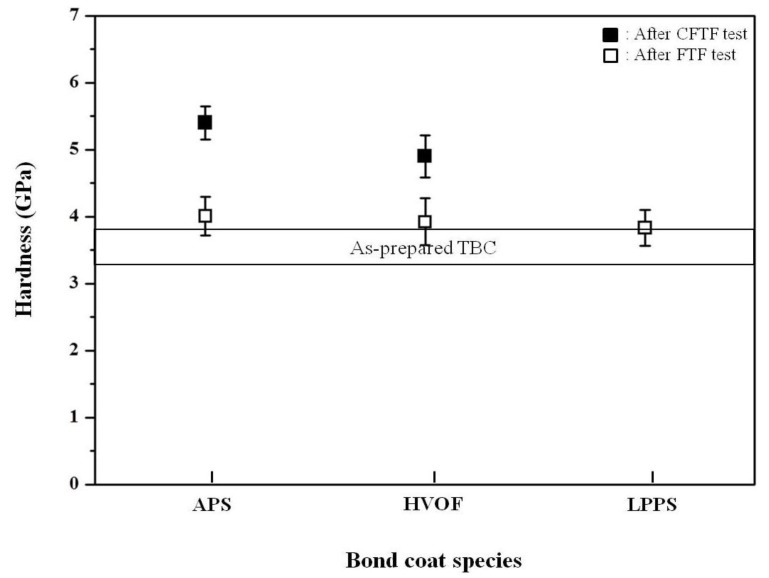 7
: After CFTF test
: After FTF test
6
5
4
As-prepared TBC
3
2
1
0
Hardness (GPa)
APS HVOF LPPS
Bond coat species